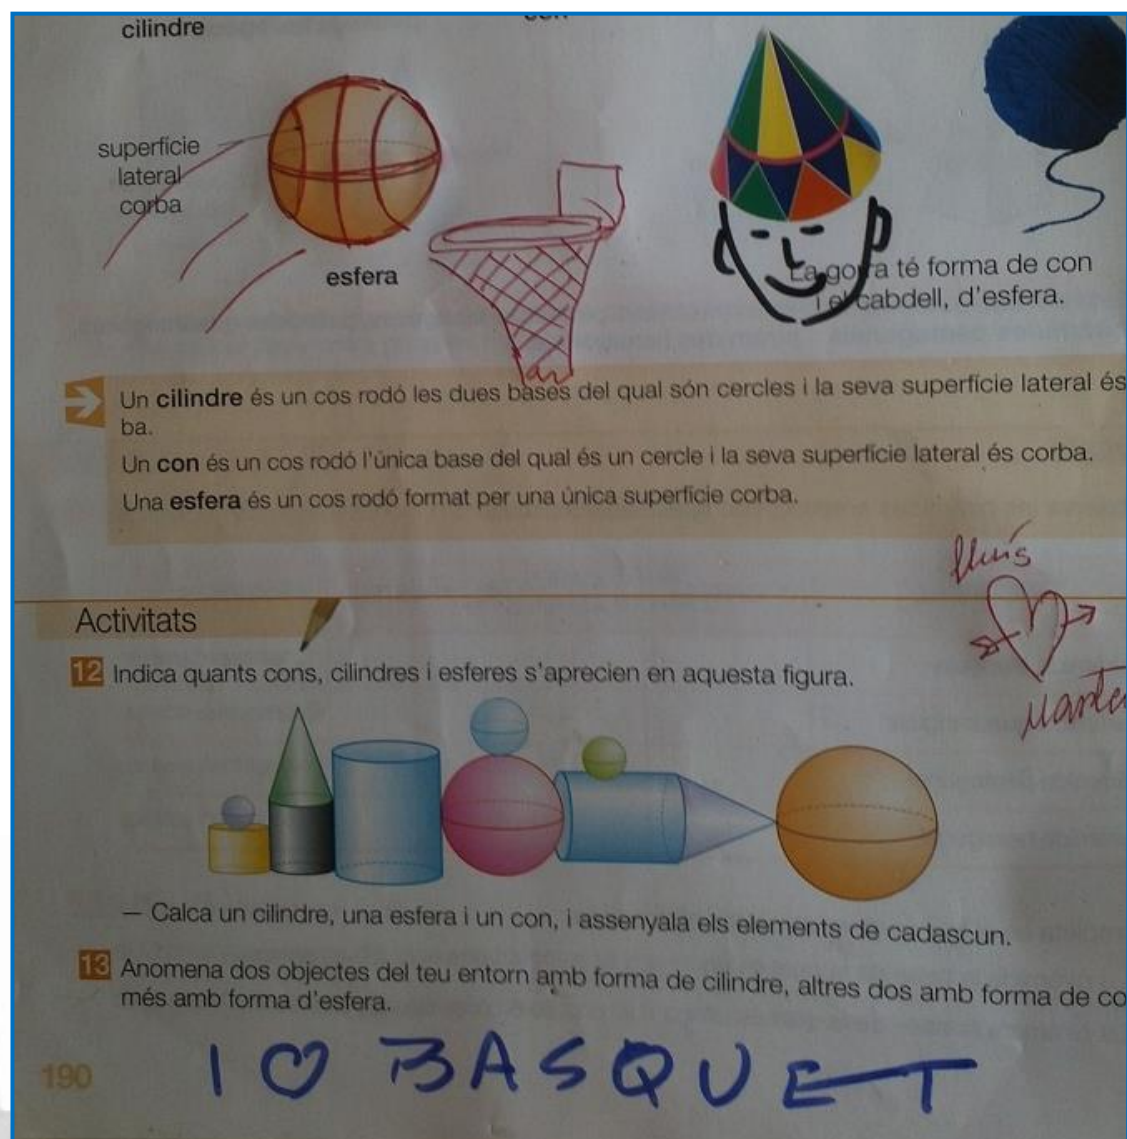 cilindre
superfície
lateral
corba
esfera
La gorra té forma de con
i el cabdell, d'esfera.
Un cilindre és un cos rodó les dues bases del qual són cercles i la seva superfície lateral és
ba.
Un con és un cos rodó l'única base del qual és un cercle i la seva superfície lateral és corba.
Una esfera és un cos rodó format per una única superfície corba.
Lluís
Marta
Activitats
12 Indica quants cons, cilindres i esferes s'aprecien en aquesta figura.
— Calca un cilindre, una esfera i un con, i assenyala els elements de cadascun.
13 Anomena dos objectes del teu entorn amb forma de cilindre, altres dos amb forma de co
més amb forma d'esfera.
190
I ♡ BASQUET